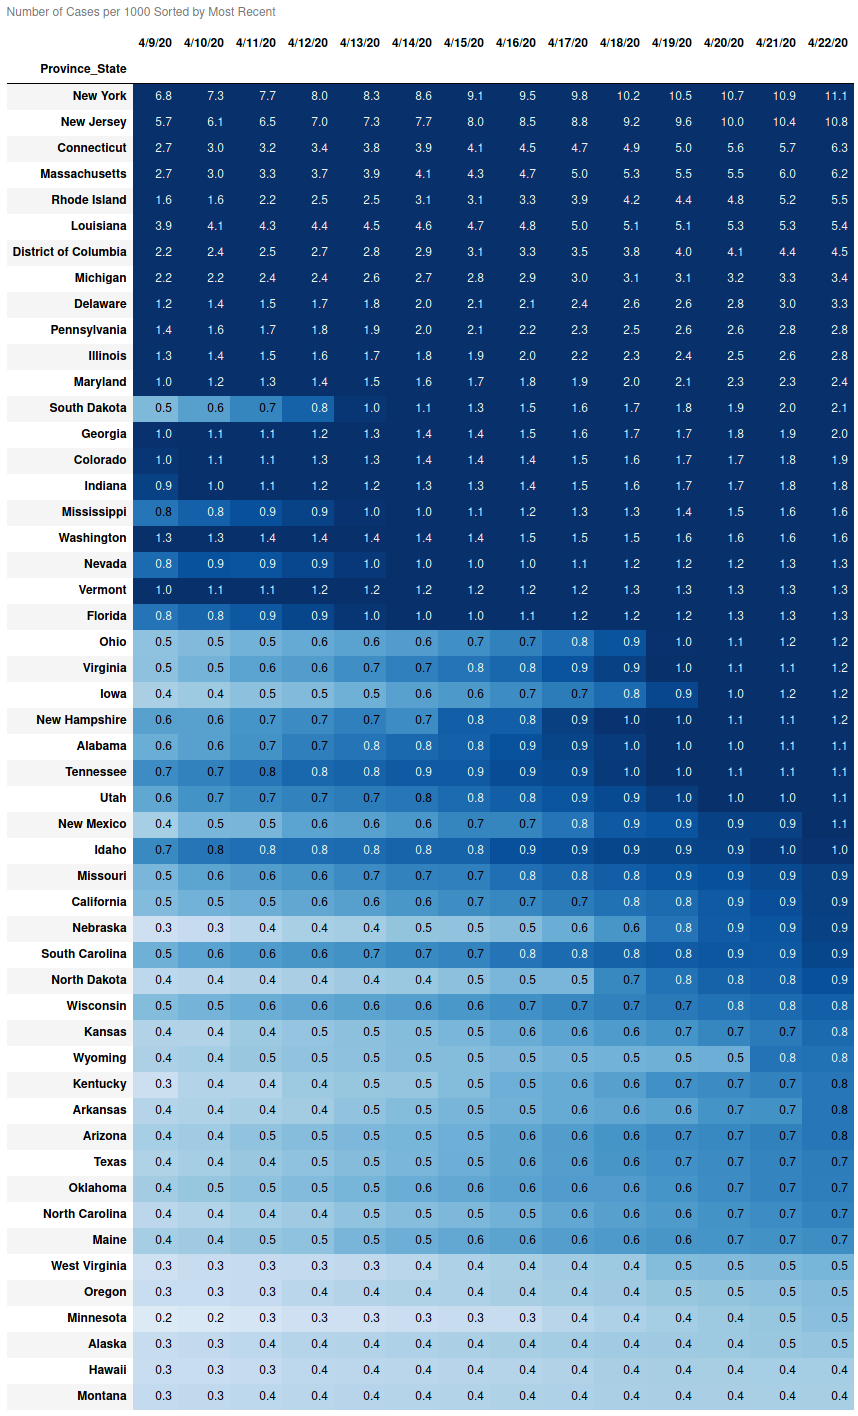 Number of Cases per 1000 Sorted by Most Recent
4/9/20 4/10/20 4/11/20 4/12/20 4/13/20 4/14/20 4/15/20 4/16/20 4/17/20 4/18/20 4/19/20 4/20/20 4/21/20 4/22/20
Province_State
New York 6.8 7.3 7.7 8.0 8.3 8.6 9.1 9.5 9.8 10.2 10.5 10.7 10.9 11.1
New Jersey 5.7 6.1 6.5 7.0 7.3 7.7 8.0 8.5 8.8 9.2 9.6 10.0 10.4 10.8
Connecticut 2.7 3.0 3.2 3.4 3.8 3.9 4.1 4.5 4.7 4.9 5.0 5.6 5.7 6.3
Massachusetts 2.7 3.0 3.3 3.7 3.9 4.1 4.3 4.7 5.0 5.3 5.5 5.5 6.0 6.2
Rhode Island 1.6 1.6 2.2 2.5 2.5 3.1 3.1 3.3 3.9 4.2 4.4 4.8 5.2 5.5
Louisiana 3.9 4.1 4.3 4.4 4.5 4.6 4.7 4.8 5.0 5.1 5.1 5.3 5.3 5.4
District of Columbia 2.2 2.4 2.5 2.7 2.8 2.9 3.1 3.3 3.5 3.8 4.0 4.1 4.4 4.5
Michigan 2.2 2.2 2.4 2.4 2.6 2.7 2.8 2.9 3.0 3.1 3.1 3.2 3.3 3.4
Delaware 1.2 1.4 1.5 1.7 1.8 2.0 2.1 2.1 2.4 2.6 2.6 2.8 3.0 3.3
Pennsylvania 1.4 1.6 1.7 1.8 1.9 2.0 2.1 2.2 2.3 2.5 2.6 2.6 2.8 2.8
Illinois 1.3 1.4 1.5 1.6 1.7 1.8 1.9 2.0 2.2 2.3 2.4 2.5 2.6 2.8
Maryland 1.0 1.2 1.3 1.4 1.5 1.6 1.7 1.8 1.9 2.0 2.1 2.3 2.3 2.4
South Dakota 0.5 0.6 0.7 0.8 1.0 1.1 1.3 1.5 1.6 1.7 1.8 1.9 2.0 2.1
Georgia 1.0 1.1 1.1 1.2 1.3 1.4 1.4 1.5 1.6 1.7 1.7 1.8 1.9 2.0
Colorado 1.0 1.1 1.1 1.3 1.3 1.4 1.4 1.4 1.5 1.6 1.7 1.7 1.8 1.9
Indiana 0.9 1.0 1.1 1.2 1.2 1.3 1.3 1.4 1.5 1.6 1.7 1.7 1.8 1.8
Mississippi 0.8 0.8 0.9 0.9 1.0 1.0 1.1 1.2 1.3 1.3 1.4 1.5 1.6 1.6
Washington 1.3 1.3 1.4 1.4 1.4 1.4 1.4 1.5 1.5 1.5 1.6 1.6 1.6 1.6
Nevada 0.8 0.9 0.9 0.9 1.0 1.0 1.0 1.0 1.1 1.2 1.2 1.2 1.3 1.3
Vermont 1.0 1.1 1.1 1.2 1.2 1.2 1.2 1.2 1.2 1.3 1.3 1.3 1.3 1.3
Florida 0.8 0.8 0.9 0.9 1.0 1.0 1.0 1.1 1.2 1.2 1.2 1.3 1.3 1.3
Ohio 0.5 0.5 0.5 0.6 0.6 0.6 0.7 0.7 0.8 0.9 1.0 1.1 1.2 1.2
Virginia 0.5 0.5 0.6 0.6 0.7 0.7 0.8 0.8 0.9 0.9 1.0 1.1 1.1 1.2
Iowa 0.4 0.4 0.5 0.5 0.5 0.6 0.6 0.7 0.7 0.8 0.9 1.0 1.2 1.2
New Hampshire 0.6 0.6 0.7 0.7 0.7 0.7 0.8 0.8 0.9 1.0 1.0 1.1 1.1 1.2
Alabama 0.6 0.6 0.7 0.7 0.8 0.8 0.8 0.9 0.9 1.0 1.0 1.0 1.1 1.1
Tennessee 0.7 0.7 0.8 0.8 0.8 0.9 0.9 0.9 0.9 1.0 1.0 1.1 1.1 1.1
Utah 0.6 0.7 0.7 0.7 0.7 0.8 0.8 0.8 0.9 0.9 1.0 1.0 1.0 1.1
New Mexico 0.4 0.5 0.5 0.6 0.6 0.6 0.7 0.7 0.8 0.9 0.9 0.9 0.9 1.1
Idaho 0.7 0.8 0.8 0.8 0.8 0.8 0.8 0.9 0.9 0.9 0.9 0.9 1.0 1.0
Missouri 0.5 0.6 0.6 0.6 0.7 0.7 0.7 0.8 0.8 0.8 0.9 0.9 0.9 0.9
California 0.5 0.5 0.5 0.6 0.6 0.6 0.7 0.7 0.7 0.8 0.8 0.9 0.9 0.9
Nebraska 0.3 0.3 0.4 0.4 0.4 0.5 0.5 0.5 0.6 0.6 0.8 0.9 0.9 0.9
South Carolina 0.5 0.6 0.6 0.6 0.7 0.7 0.7 0.8 0.8 0.8 0.8 0.9 0.9 0.9
North Dakota 0.4 0.4 0.4 0.4 0.4 0.4 0.5 0.5 0.5 0.7 0.8 0.8 0.8 0.9
Wisconsin 0.5 0.5 0.6 0.6 0.6 0.6 0.6 0.7 0.7 0.7 0.7 0.8 0.8 0.8
Kansas 0.4 0.4 0.4 0.5 0.5 0.5 0.5 0.6 0.6 0.6 0.7 0.7 0.7 0.8
Wyoming 0.4 0.4 0.5 0.5 0.5 0.5 0.5 0.5 0.5 0.5 0.5 0.5 0.8 0.8
Kentucky 0.3 0.4 0.4 0.4 0.5 0.5 0.5 0.5 0.6 0.6 0.7 0.7 0.7 0.8
Arkansas 0.4 0.4 0.4 0.4 0.5 0.5 0.5 0.5 0.6 0.6 0.6 0.7 0.7 0.8
Arizona 0.4 0.4 0.5 0.5 0.5 0.5 0.5 0.6 0.6 0.6 0.7 0.7 0.7 0.8
Texas 0.4 0.4 0.4 0.5 0.5 0.5 0.5 0.6 0.6 0.6 0.7 0.7 0.7 0.7
Oklahoma 0.4 0.5 0.5 0.5 0.5 0.6 0.6 0.6 0.6 0.6 0.6 0.7 0.7 0.7
North Carolina 0.4 0.4 0.4 0.4 0.5 0.5 0.5 0.5 0.6 0.6 0.6 0.7 0.7 0.7
Maine 0.4 0.4 0.5 0.5 0.5 0.5 0.6 0.6 0.6 0.6 0.6 0.7 0.7 0.7
West Virginia 0.3 0.3 0.3 0.3 0.3 0.4 0.4 0.4 0.4 0.4 0.5 0.5 0.5 0.5
Oregon 0.3 0.3 0.3 0.4 0.4 0.4 0.4 0.4 0.4 0.4 0.5 0.5 0.5 0.5
Minnesota 0.2 0.2 0.3 0.3 0.3 0.3 0.3 0.3 0.4 0.4 0.4 0.4 0.5 0.5
Alaska 0.3 0.3 0.4 0.4 0.4 0.4 0.4 0.4 0.4 0.4 0.4 0.4 0.5 0.5
Hawaii 0.3 0.3 0.3 0.4 0.4 0.4 0.4 0.4 0.4 0.4 0.4 0.4 0.4 0.4
Montana 0.3 0.3 0.4 0.4 0.4 0.4 0.4 0.4 0.4 0.4 0.4 0.4 0.4 0.4